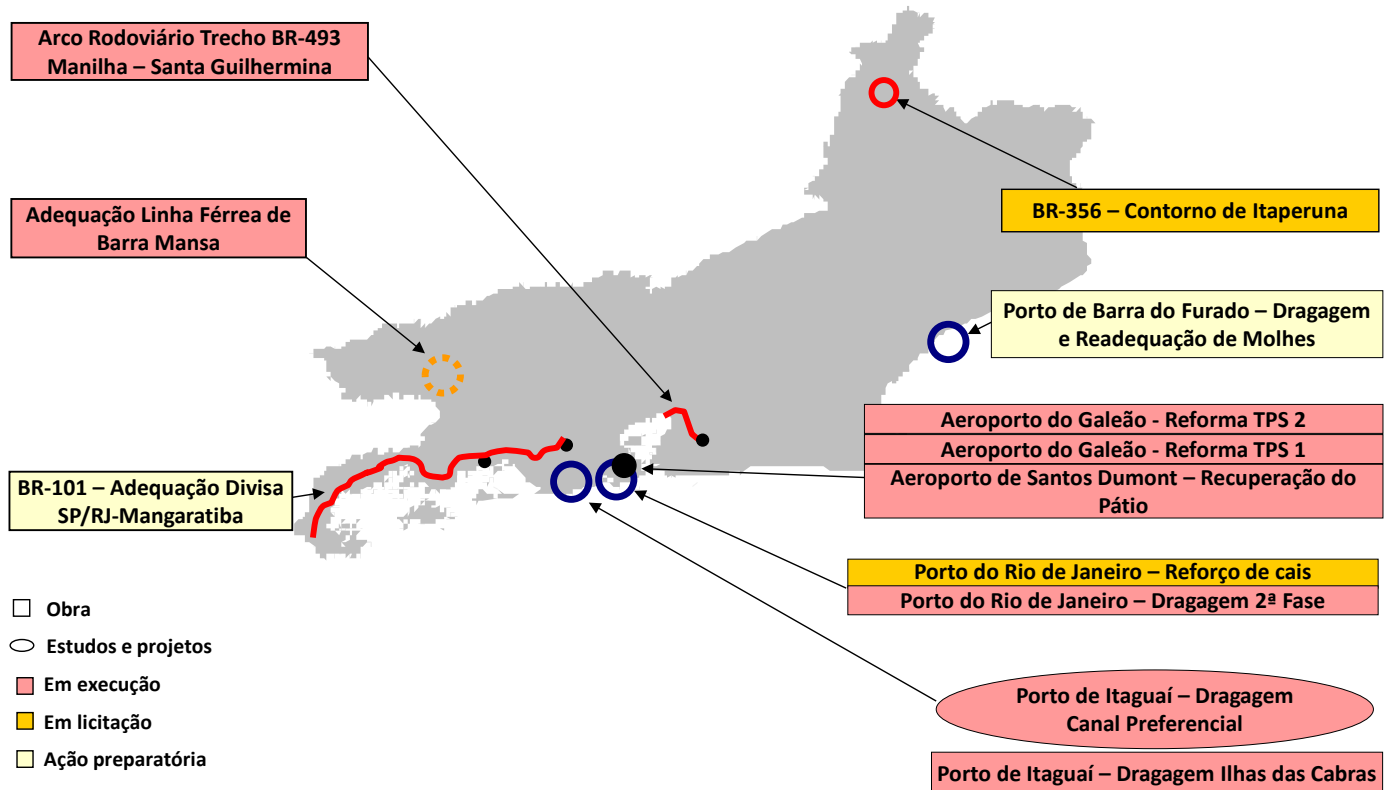 Arco Rodoviário Trecho BR-493
Manilha – Santa Guilhermina
Adequação Linha Férrea de
Barra Mansa
BR-356 – Contorno de Itaperuna
Porto de Barra do Furado – Dragagem
e Readequação de Molhes
Aeroporto do Galeão - Reforma TPS 2
Aeroporto do Galeão - Reforma TPS 1
Aeroporto de Santos Dumont – Recuperação do
Pátio
BR-101 – Adequação Divisa
SP/RJ-Mangaratiba
Porto do Rio de Janeiro – Reforço de cais
Porto do Rio de Janeiro – Dragagem 2ª Fase
Porto de Itaguaí – Dragagem
Canal Preferencial
Porto de Itaguaí – Dragagem Ilhas das Cabras
Obra
Estudos e projetos
Em execução
Em licitação
Ação preparatória